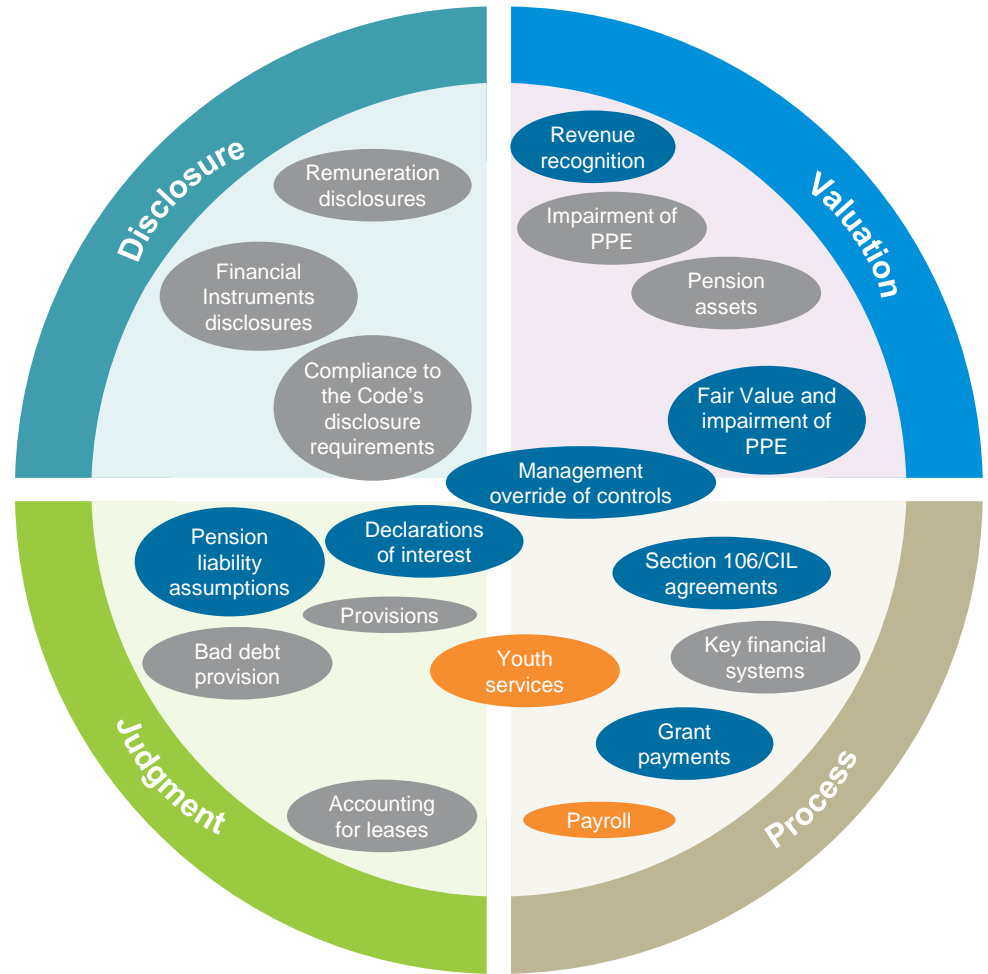 Disclosure
Remuneration
disclosures
Financial
Instruments
disclosures
Compliance to
the Code's
disclosure
requirements
Valuation
Revenue
recognition
Impairment of
PPE
Pension
assets
Fair Value and
impairment of
PPE
Management
override of controls
Judgment
Pension
liability
assumptions
Declarations
of interest
Provisions
Bad debt
provision
Youth
services
Accounting
for leases
Process
Section 106/CIL
agreements
Key financial
systems
Grant
payments
Payroll